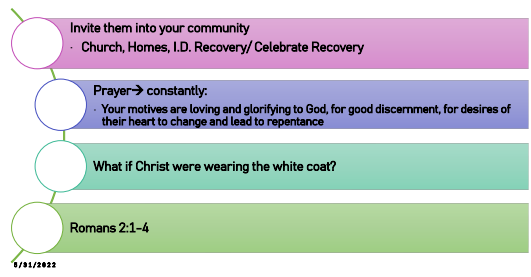 Invite them into your community
· Church, Homes, I.D. Recovery/ Celebrate Recovery
Prayer→ constantly:
· Your motives are loving and glorifying to God, for good discernment, for desires of
their heart to change and lead to repentance
What if Christ were wearing the white coat?
Romans 2:1-4
5/31/2022